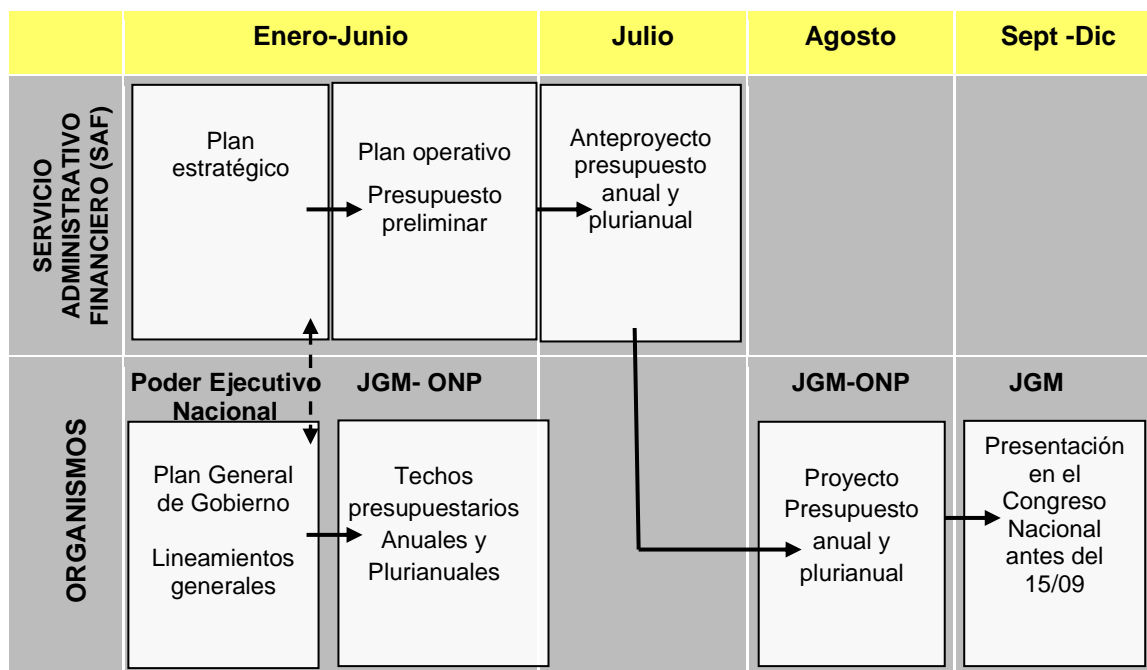 Enero-Junio
Julio
Agosto
Sept -Dic
SERVICIO
ADMINISTRATIVO
FINANCIERO (SAF)
Plan
estratégico
Plan operativo
Presupuesto
preliminar
Anteproyecto
presupuesto
anual y
plurianual
ORGANISMOS
Poder Ejecutivo
Nacional
JGM- ONP
JGM-ONP
JGM
Plan General
de Gobierno
Lineamientos
generales
Techos
presupuestarios
Anuales y
Plurianuales
Proyecto
Presupuesto
anual y
plurianual
Presentación
en el
Congreso
Nacional
antes del
15/09